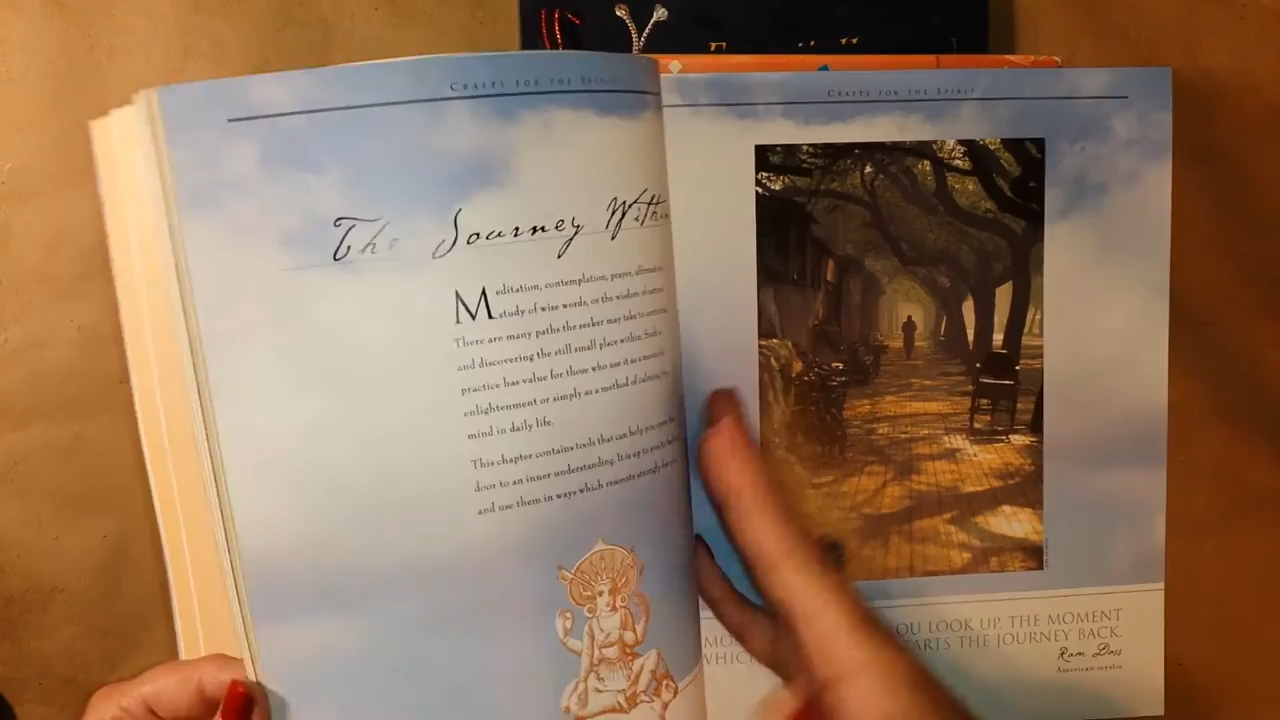 CRAFTS FOR THE
The Journey Within
Meditation, contemplation, prayer,
study of wise words, or the wisdom of
There are many paths the seeker may take to
and discovering the still small place within. Such a
practice has value for those who use it as a
enlightenment or simply as a method of calming
mind in daily life.
This chapter contains tools that can help you open
door to an inner understanding. It is up to you to
and use them in ways which resonate strongly for
CRAFTS FOR THE SPIRIT
OU LOOK UP, THE MOMENT
WHICH ARTS THE JOURNEY BACK.
Ram Dass
American mystic